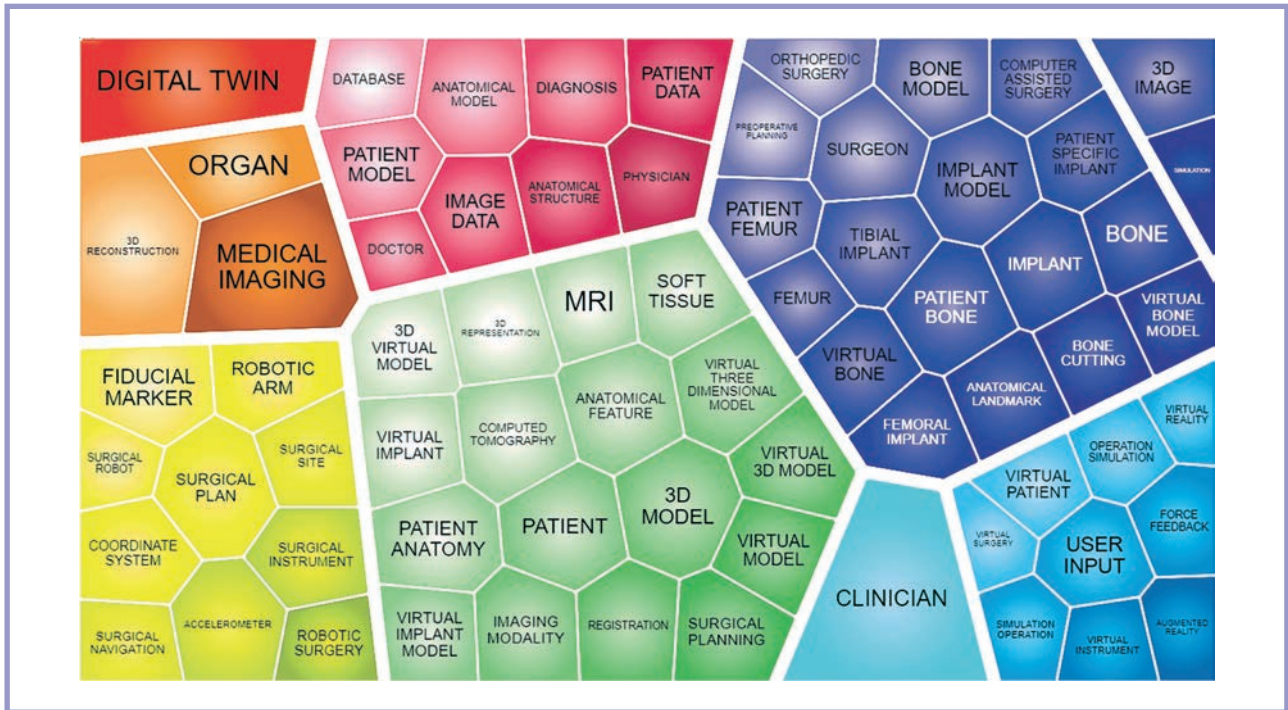 DIGITAL TWIN
ORGAN
3D
RECONSTRUCTION
MEDICAL
IMAGING
DATABASE
ANATOMICAL
MODEL
DIAGNOSIS
PATIENT
DATA
PATIENT
MODEL
IMAGE
DATA
ANATOMICAL
STRUCTURE
PHYSICIAN
DOCTOR
ORTHOPEDIC
SURGERY
BONE
MODEL
COMPUTER
ASSISTED
SURGERY
PREOPERATIVE
PLANNING
SURGEON
IMPLANT
MODEL
PATIENT
SPECIFIC
IMPLANT
PATIENT
FEMUR
TIBIAL
IMPLANT
IMPLANT
BONE
FEMUR
PATIENT
BONE
VIRTUAL
BONE
MODEL
VIRTUAL
BONE
BONE
CUTTING
ANATOMICAL
LANDMARK
FEMORAL
IMPLANT
3D
IMAGE
SIMULATION
FIDUCIAL
MARKER
ROBOTIC
ARM
SURGICAL
ROBOT
SURGICAL
PLAN
SURGICAL
SITE
COORDINATE
SYSTEM
SURGICAL
INSTRUMENT
ACCELEROMETER
SURGICAL
NAVIGATION
ROBOTIC
SURGERY
3D
VIRTUAL
MODEL
3D
REPRESENTATION
MRI
SOFT
TISSUE
VIRTUAL
IMPLANT
COMPUTED
TOMOGRAPHY
ANATOMICAL
FEATURE
VIRTUAL
THREE
DIMENSIONAL
MODEL
VIRTUAL
3D MODEL
PATIENT
ANATOMY
PATIENT
3D
MODEL
VIRTUAL
MODEL
VIRTUAL
IMPLANT
MODEL
IMAGING
MODALITY
REGISTRATION
SURGICAL
PLANNING
CLINICIAN
VIRTUAL
PATIENT
OPERATION
SIMULATION
VIRTUAL
REALITY
VIRTUAL
SURGERY
USER
INPUT
FORCE
FEEDBACK
SIMULATION
OPERATION
VIRTUAL
INSTRUMENT
AUGMENTED
REALITY